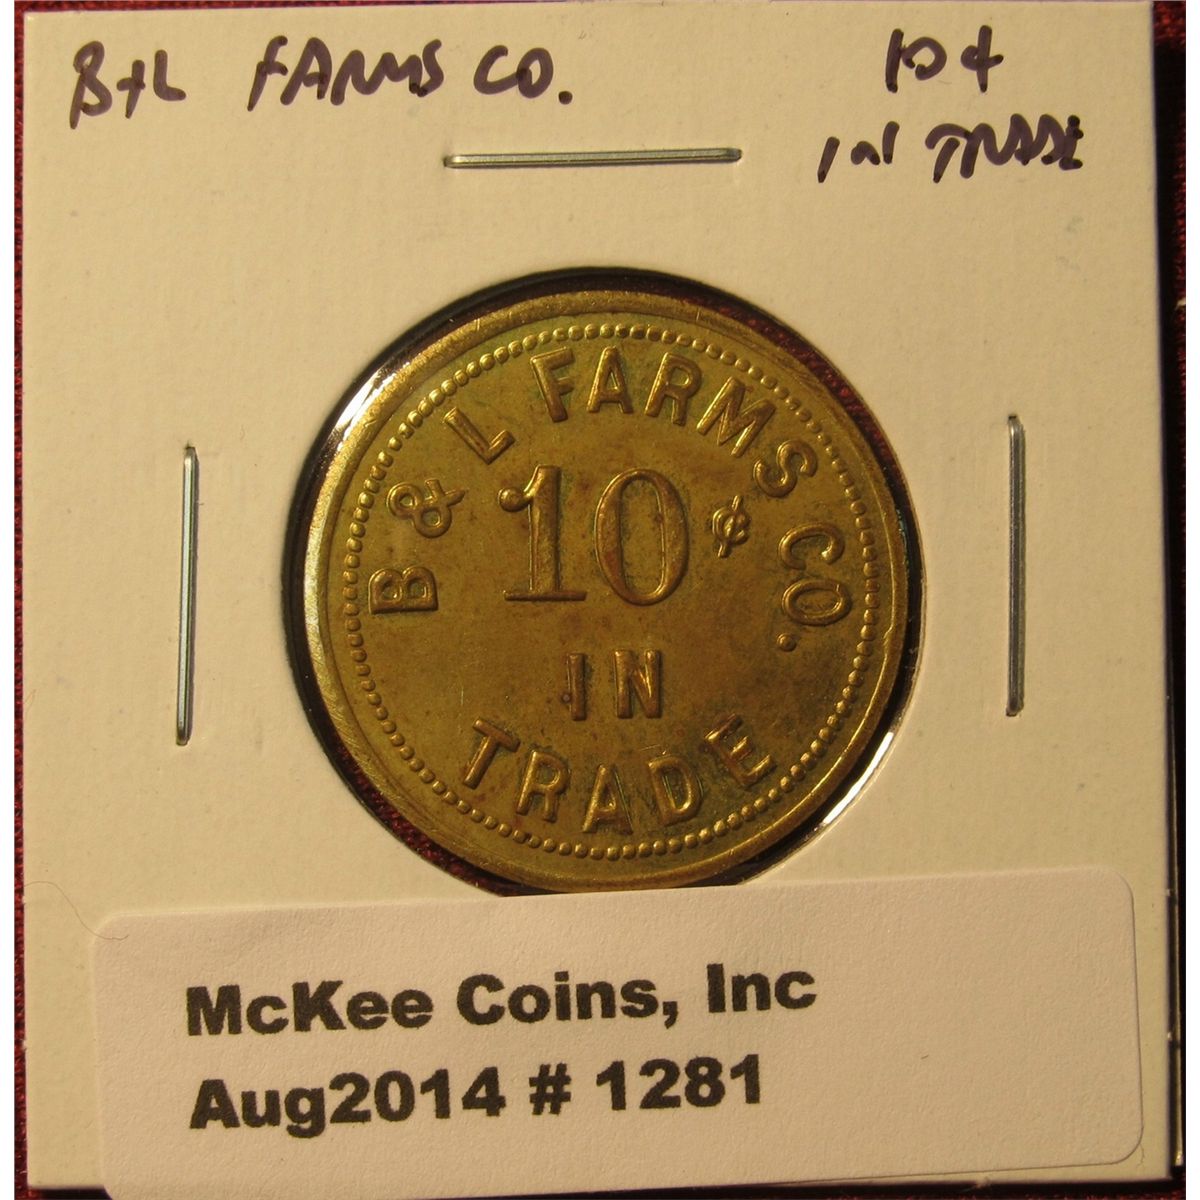 B+L FARMS CO. 10¢
IN TRADE
B & L FARMS CO.
10¢
IN
TRADE
McKee Coins, Inc
Aug2014 # 1281